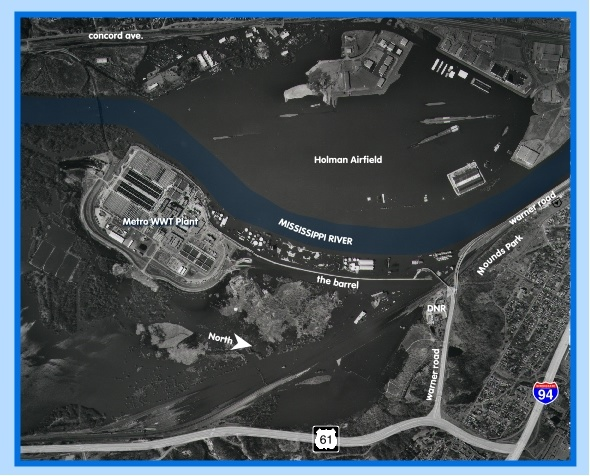 concord ave.
Holman Airfield
warner road
Metro WWT Plant
MISSISSIPPI RIVER
Mounds Park
the barrel
DNR
North
warner road
94
61